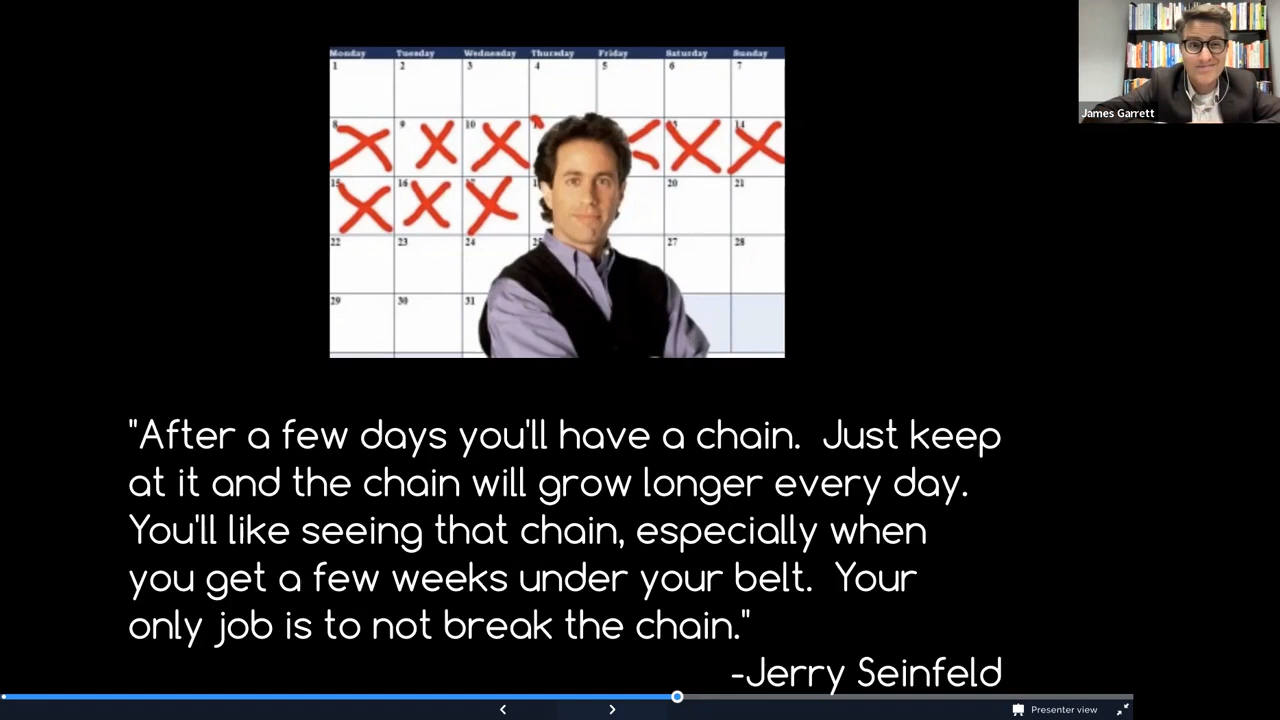 Monday Tuesday Wednesday Thursday Friday Saturday Sunday
1 2 3 4 5 6 7
8 9 10 14
15 16 20 21
22 23 24 25 27 28
29 30 31
James Garrett
"After a few days you'll have a chain. Just keep
at it and the chain will grow longer every day.
You'll like seeing that chain, especially when
you get a few weeks under your belt. Your
only job is to not break the chain."
-Jerry Seinfeld
Presenter view